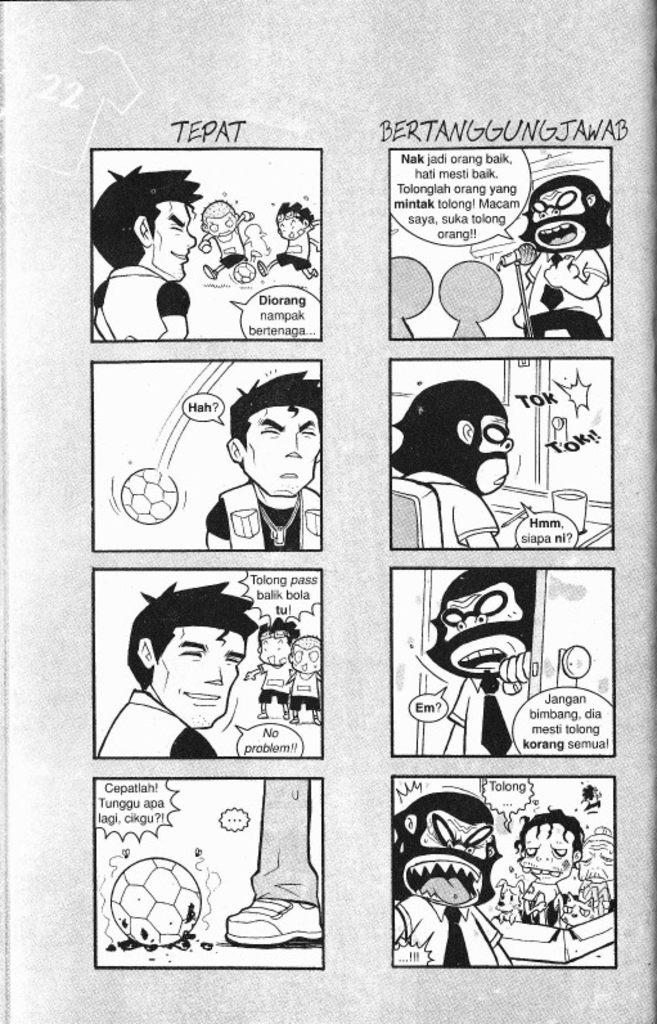 22
TEPAT
Diorang
nampak
bertenaga...
Hah?
Tolong pass
balik bola
tu!
No
problem!!
Cepatlah!
Tunggu apa
lagi, cikgu?!
...
BERTANGGUNGJAWAB
Nak jadi orang baik,
hati mesti baik.
Tolonglah orang yang
mintak tolong! Macam
saya, suka tolong
orang!!
TOK
TOK!!
Hmm,
siapa ni?
Em?
Jangan
bimbang, dia
mesti tolong
korang semua!
Tolong
...
...!!!